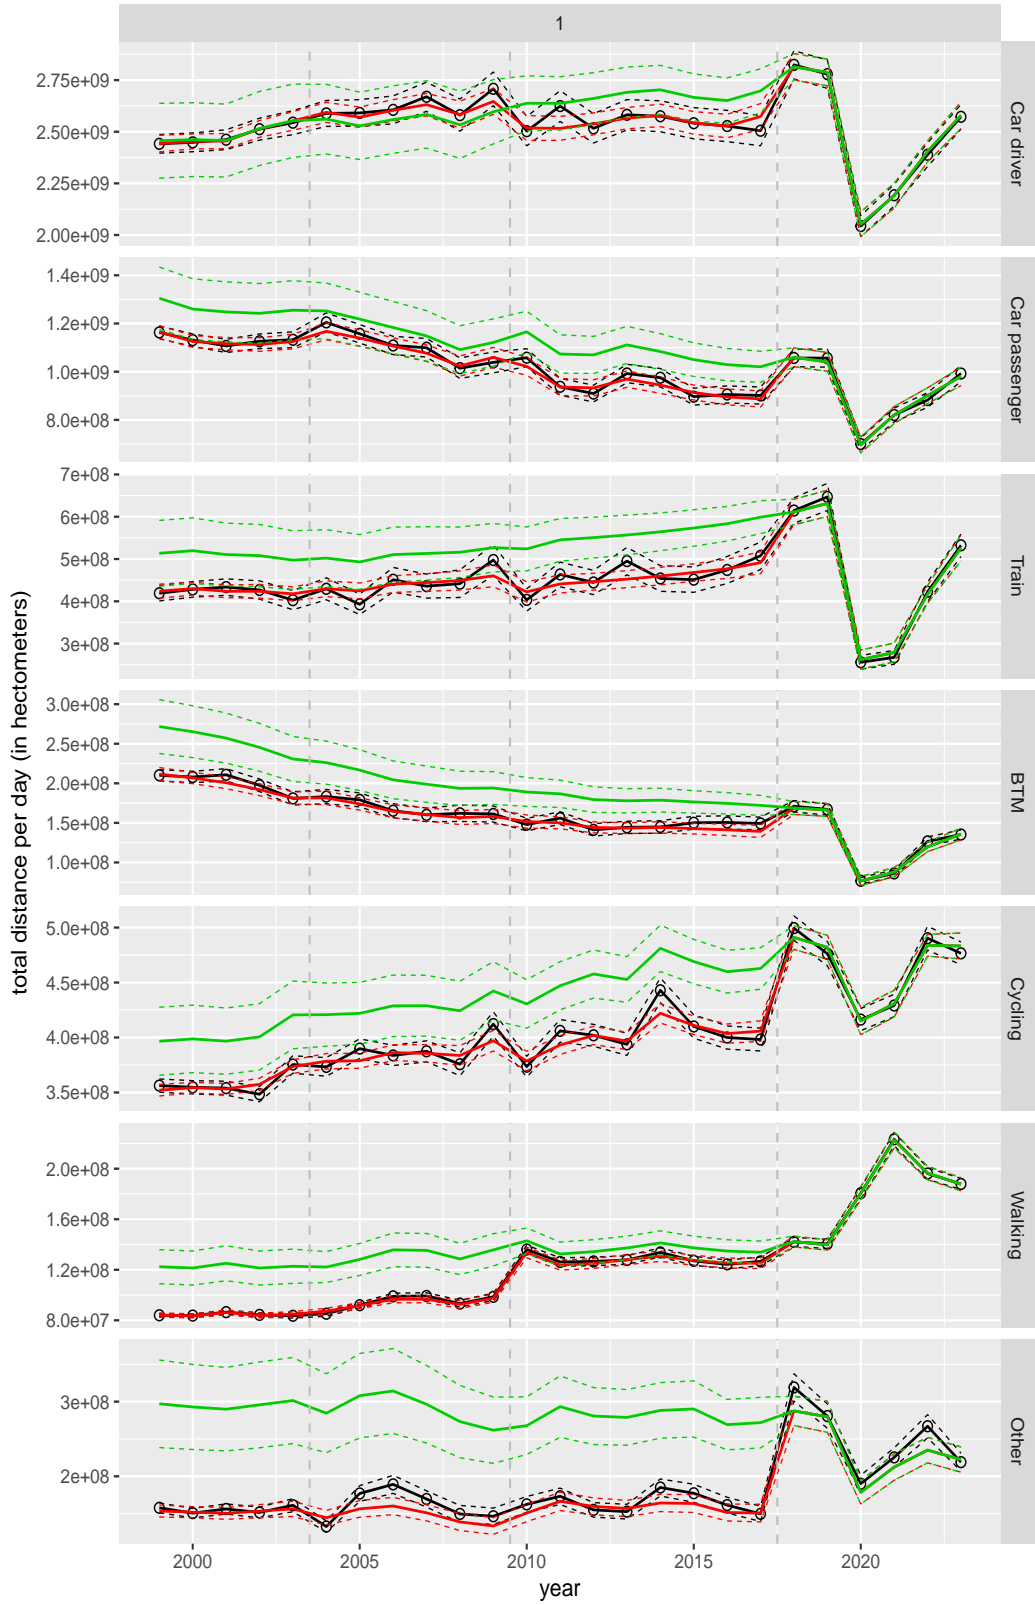 1
2.75e+09
2.50e+09
2.25e+09
2.00e+09
Car driver
1.4e+09
1.2e+09
1.0e+09
8.0e+08
Car passenger
7e+08
6e+08
5e+08
4e+08
3e+08
Train
3.0e+08
2.5e+08
2.0e+08
1.5e+08
1.0e+08
BTM
5.0e+08
4.5e+08
4.0e+08
3.5e+08
Cycling
2.0e+08
1.6e+08
1.2e+08
8.0e+07
Walking
3e+08
2e+08
Other
total distance per day (in hectometers)
2000 2005 2010 2015 2020
year